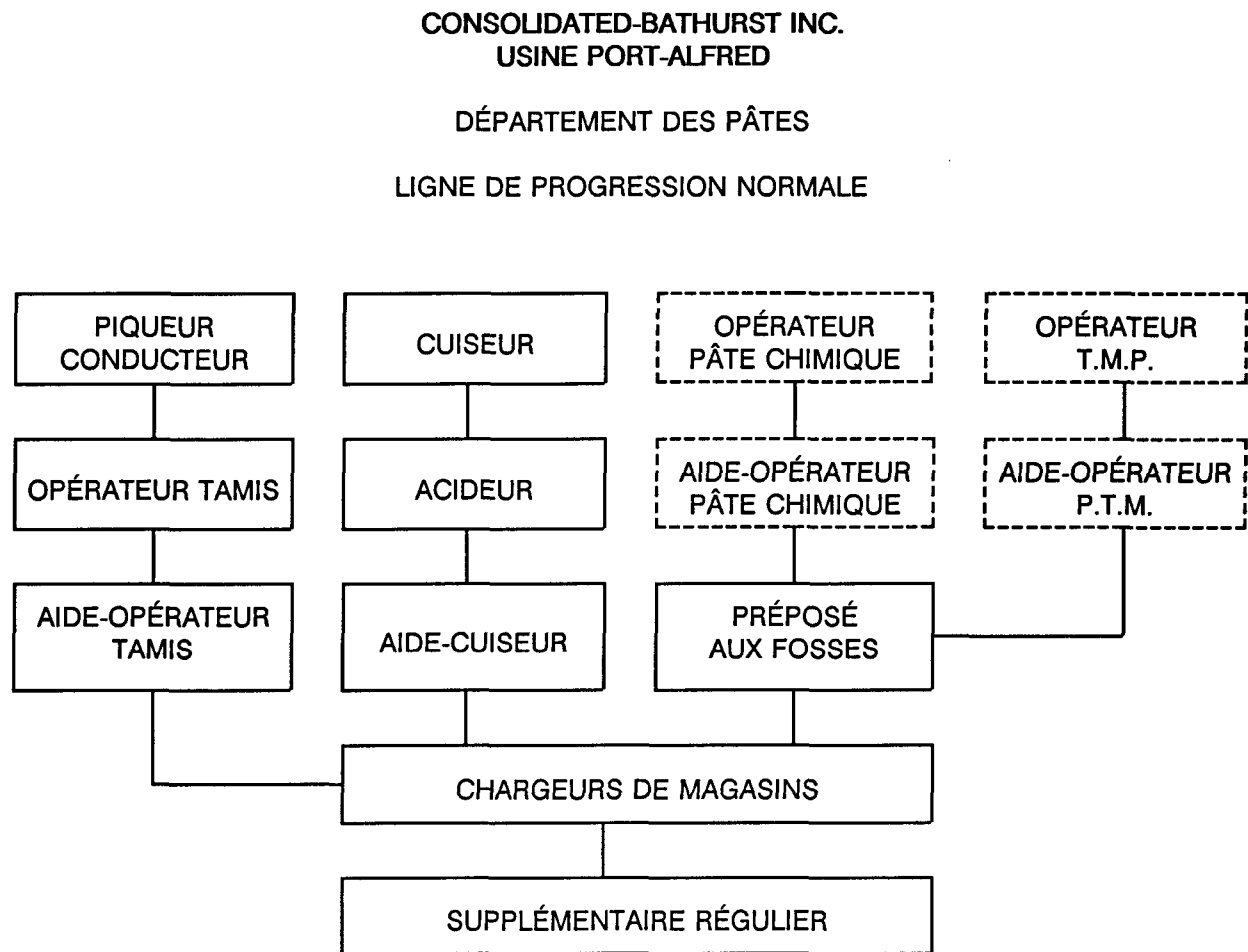 CONSOLIDATED-BATHURST INC.
USINE PORT-ALFRED
DÉPARTEMENT DES PÂTES
LIGNE DE PROGRESSION NORMALE
PIQUEUR
CONDUCTEUR
CUISEUR
OPÉRATEUR
PÂTE CHIMIQUE
OPÉRATEUR
T.M.P.
OPÉRATEUR TAMIS
ACIDEUR
AIDE-OPÉRATEUR
PÂTE CHIMIQUE
AIDE-OPÉRATEUR
P.T.M.
AIDE-OPÉRATEUR
TAMIS
AIDE-CUISEUR
PRÉPOSÉ
AUX FOSSES
CHARGEURS DE MAGASINS
SUPPLÉMENTAIRE RÉGULIER